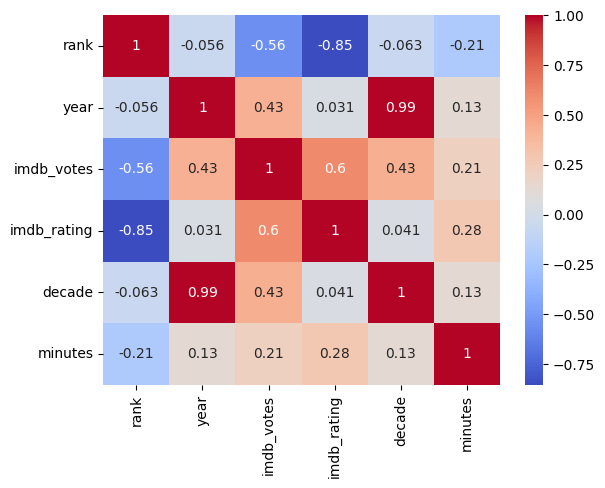 rank 1 -0.056 -0.56 -0.85 -0.063 -0.21
year -0.056 1 0.43 0.031 0.99 0.13
imdb_votes -0.56 0.43 1 0.6 0.43 0.21
imdb_rating -0.85 0.031 0.6 1 0.041 0.28
decade -0.063 0.99 0.43 0.041 1 0.13
minutes -0.21 0.13 0.21 0.28 0.13 1
rank year imdb_votes imdb_rating decade minutes
1.00
0.75
0.50
0.25
0.00
−0.25
−0.50
−0.75